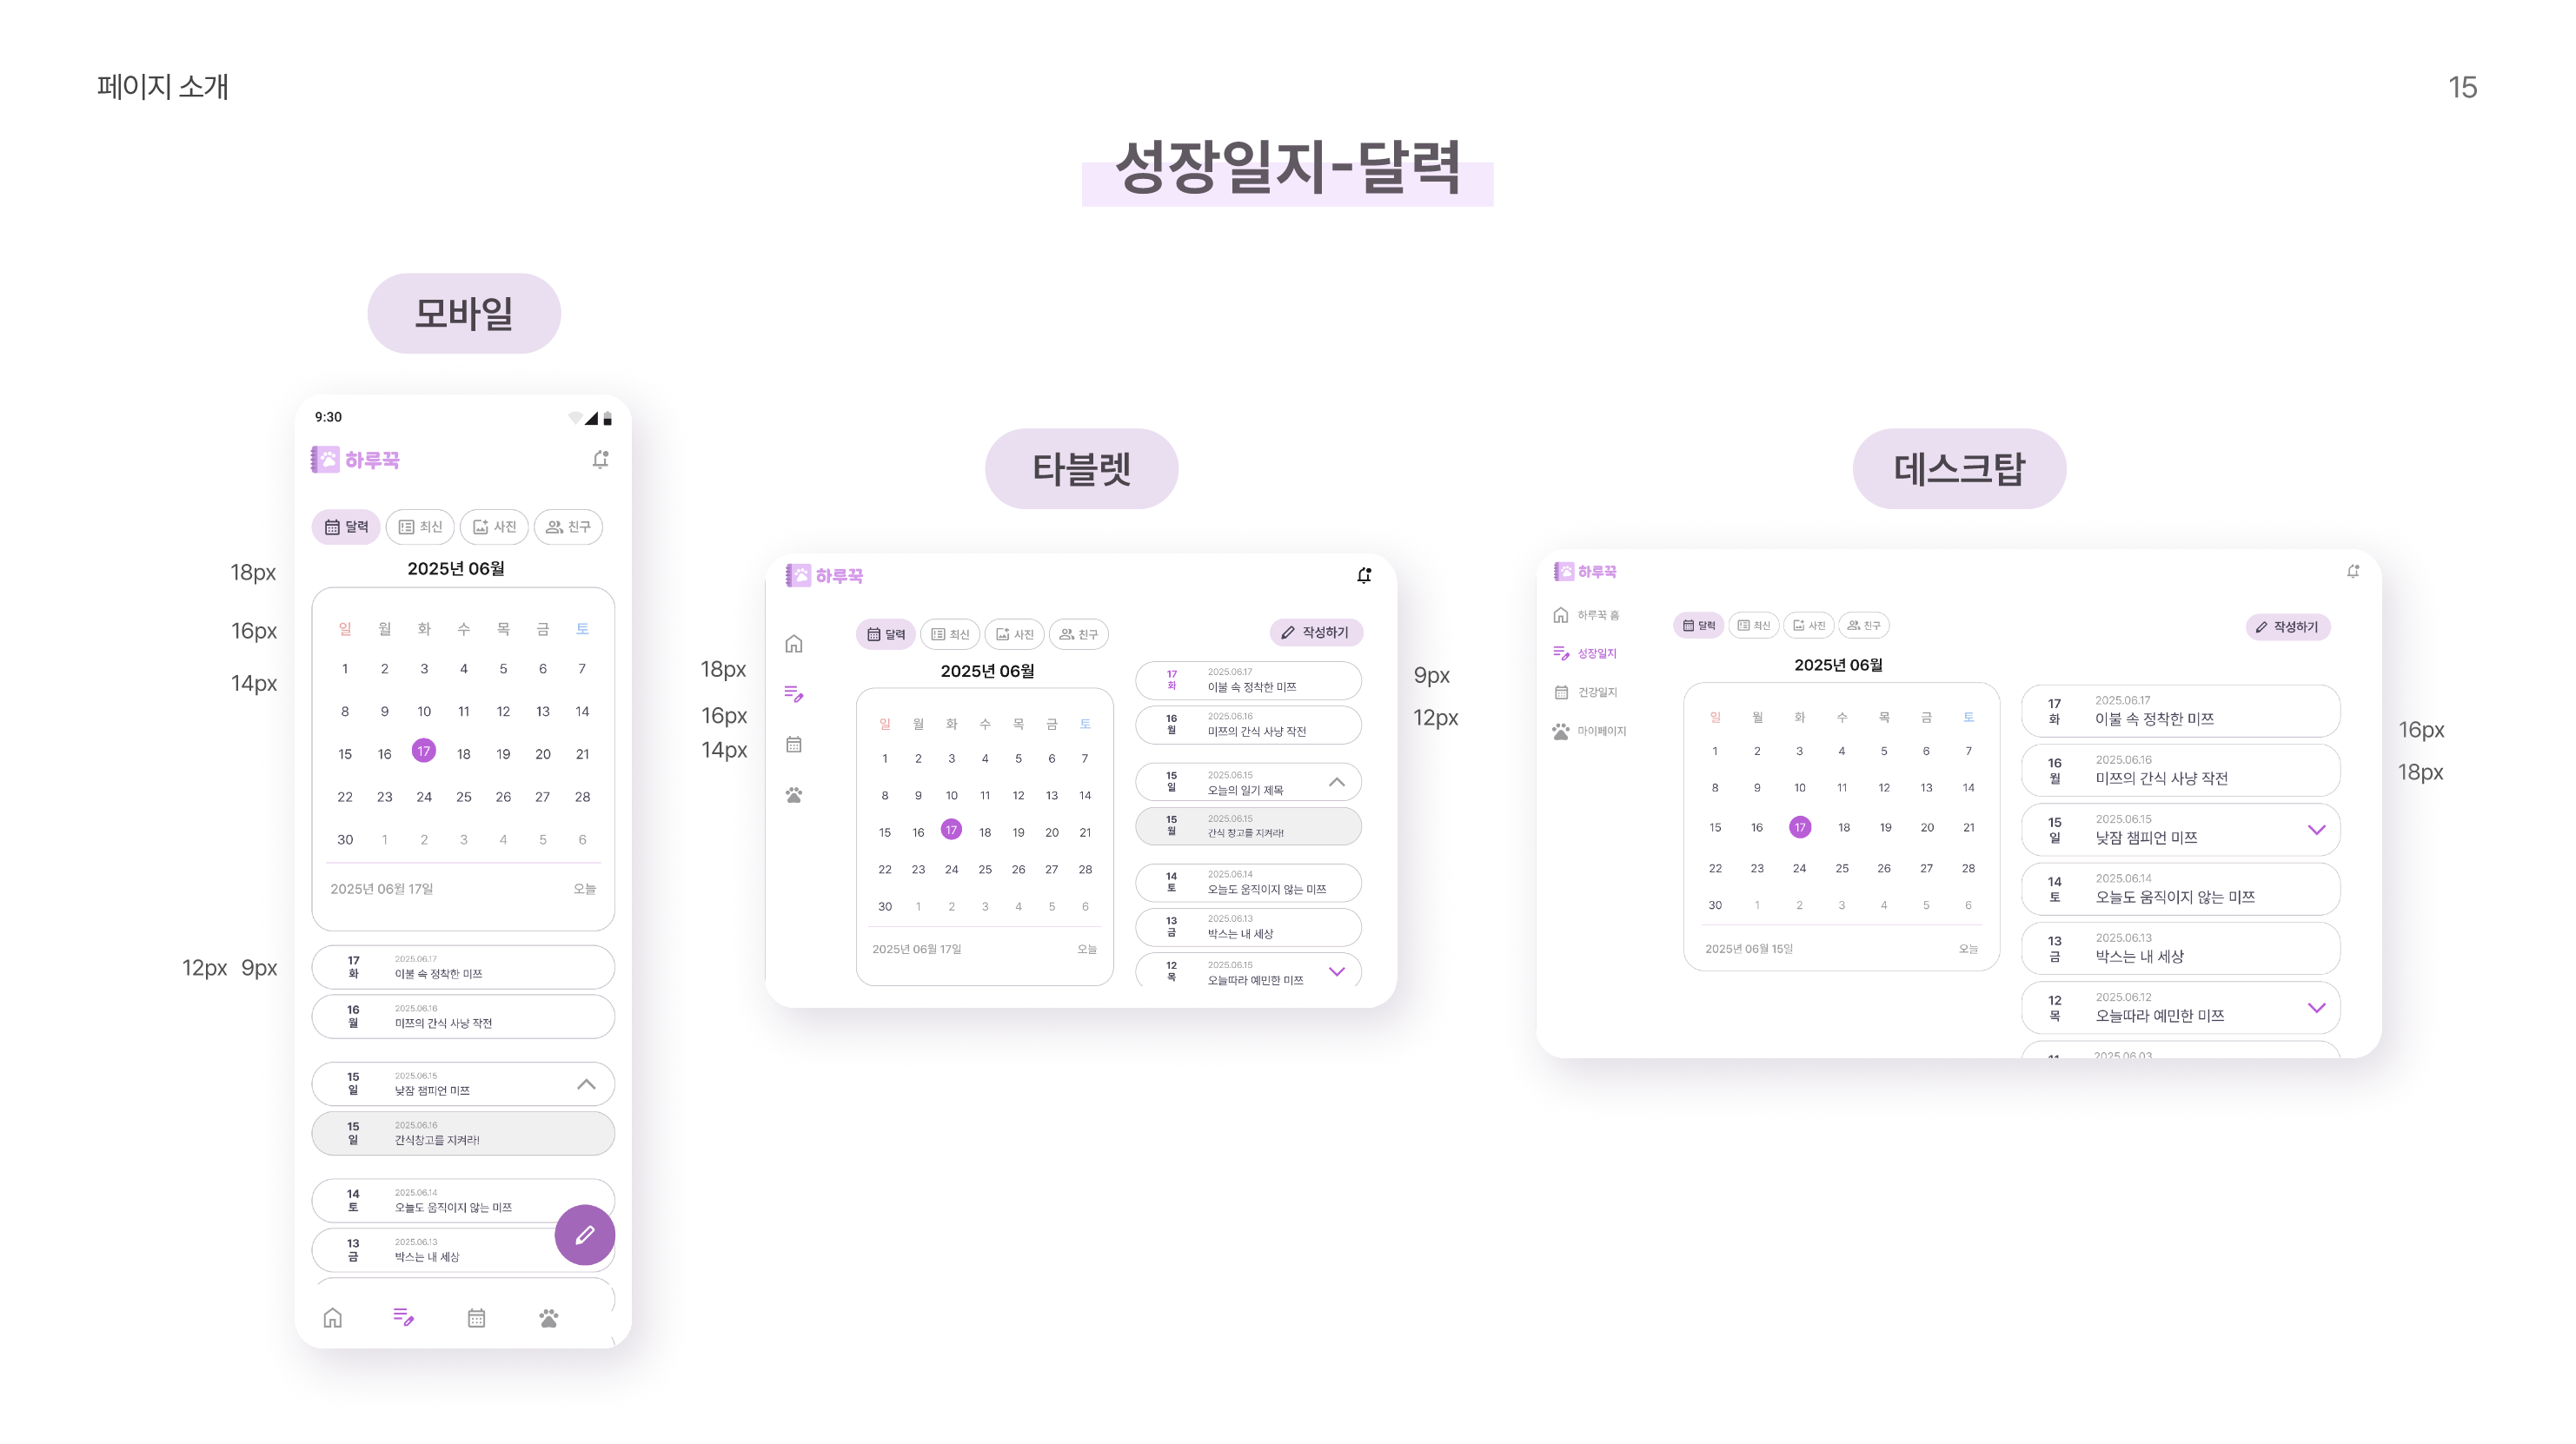 페이지 소개
15
성장일지-달력
모바일
9:30
하루꾹
달력 최신 사진 친구
18px
2025년 06월
16px
일 월 화 수 목 금 토
14px
1 2 3 4 5 6 7
8 9 10 11 12 13 14
15 16 17 18 19 20 21
22 23 24 25 26 27 28
30 1 2 3 4 5 6
2025년 06월 17일 오늘
12px 9px
17 화
2025.06.17
이불 속 정착한 미쯔
16 월
2025.06.16
미쯔의 간식 사냥 작전
15 일
2025.06.15
낮잠 챔피언 미쯔
15 일
2025.06.16
간식창고를 지켜라!
14 토
2025.06.14
오늘도 움직이지 않는 미쯔
13 금
2025.06.13
박스는 내 세상
타블렛
하루꾹
달력 최신 사진 친구
작성하기
18px
2025년 06월
16px
일 월 화 수 목 금 토
14px
1 2 3 4 5 6 7
8 9 10 11 12 13 14
15 16 17 18 19 20 21
22 23 24 25 26 27 28
30 1 2 3 4 5 6
2025년 06월 17일 오늘
17 화
2025.06.17
이불 속 정착한 미쯔
9px
16 월
2025.06.16
미쯔의 간식 사냥 작전
12px
15 일
2025.06.15
오늘의 일기 제목
15 월
2025.06.15
간식 창고를 지켜라!
14 토
2025.06.14
오늘도 움직이지 않는 미쯔
13 금
2025.06.13
박스는 내 세상
12 목
2025.06.15
오늘따라 예민한 미쯔
데스크탑
하루꾹
하루꾹 홈
성장일지
건강일지
마이페이지
달력 최신 사진 친구
작성하기
2025년 06월
일 월 화 수 목 금 토
1 2 3 4 5 6 7
8 9 10 11 12 13 14
15 16 17 18 19 20 21
22 23 24 25 26 27 28
30 1 2 3 4 5 6
2025년 06월 15일 오늘
17 화
2025.06.17
이불 속 정착한 미쯔
16px
16 월
2025.06.16
미쯔의 간식 사냥 작전
18px
15 일
2025.06.15
낮잠 챔피언 미쯔
14 토
2025.06.14
오늘도 움직이지 않는 미쯔
13 금
2025.06.13
박스는 내 세상
12 목
2025.06.12
오늘따라 예민한 미쯔
2025.06.03